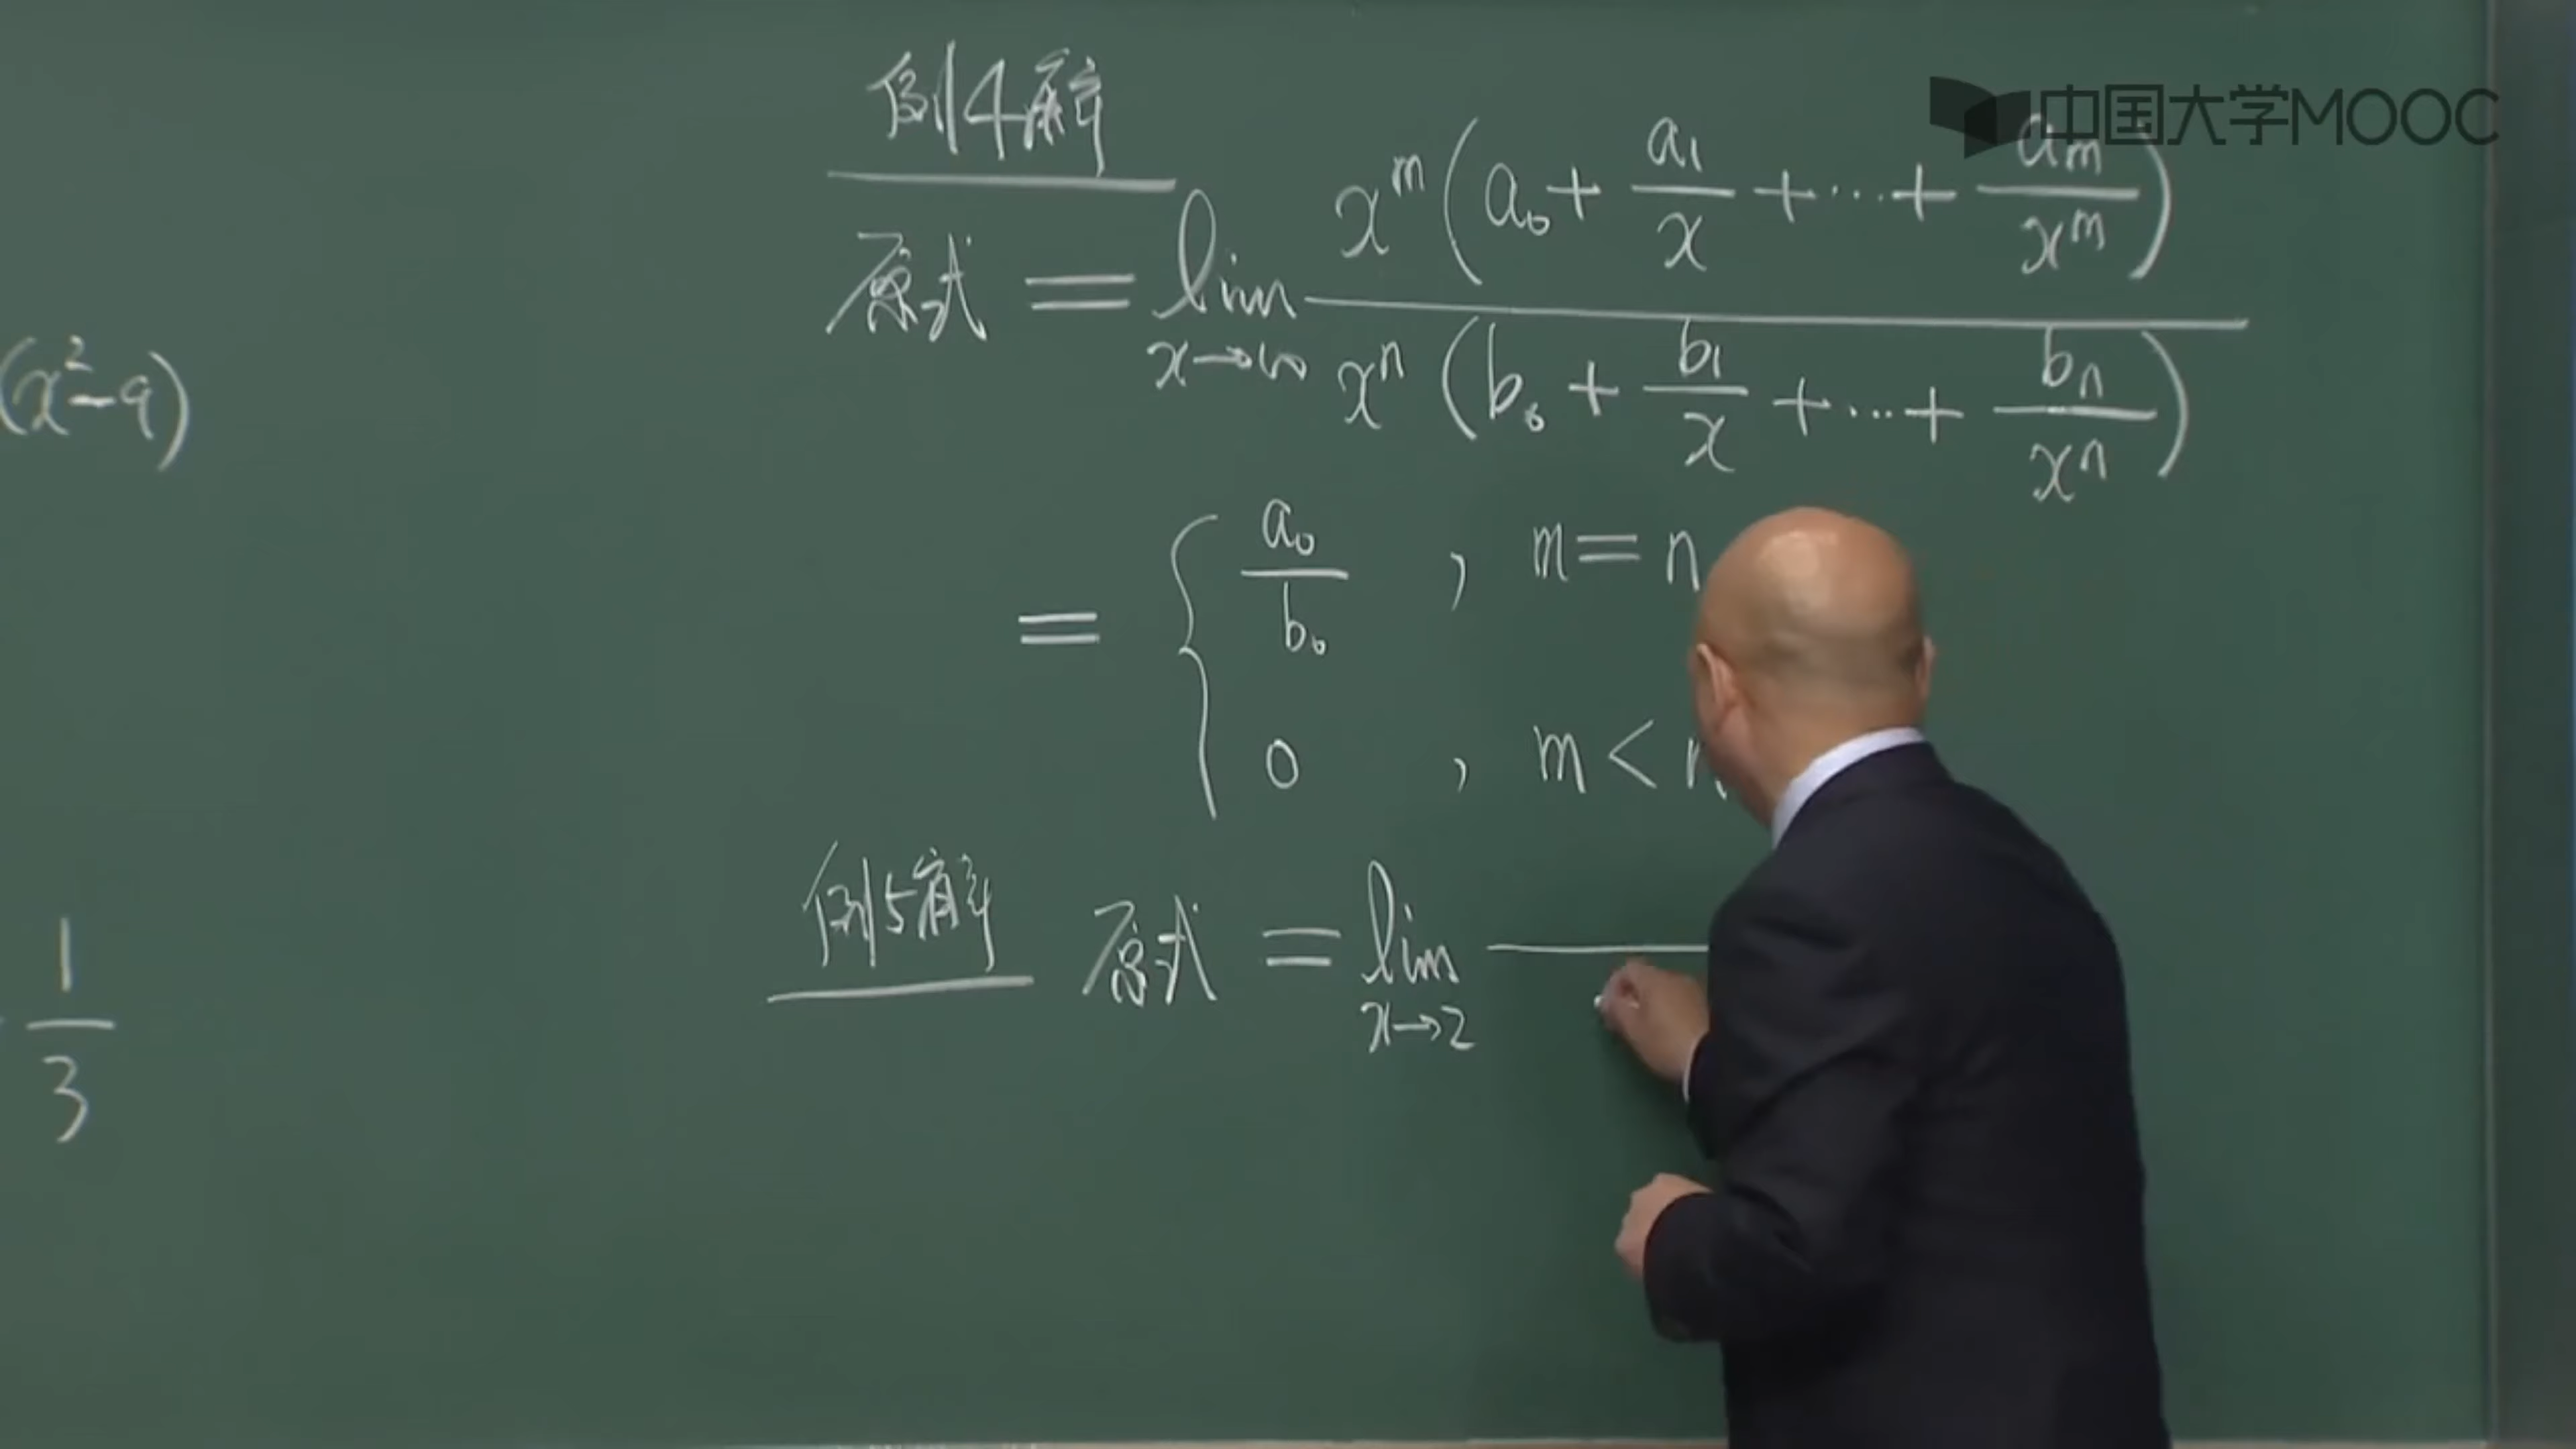 中国大学MOOC
(x²-9)
1/3
例4解
原式 = lim x→∞ x^m(a₀ + a₁/x + ··· + a_m/x^m) / x^n(b₀ + b₁/x + ··· + b_n/x^n)
= { a₀/b₀ , m = n
0 , m < n
例5解 原式 = lim x→2